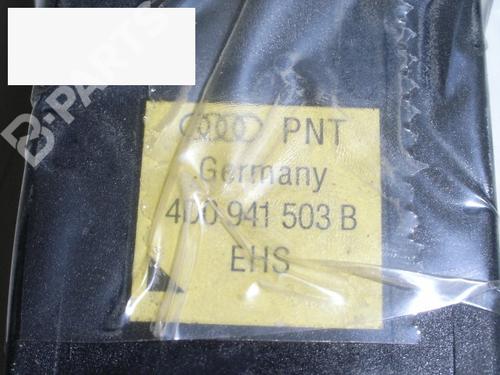 B-PARTS
PNT
Germany
4D0 941 503 B
EHS